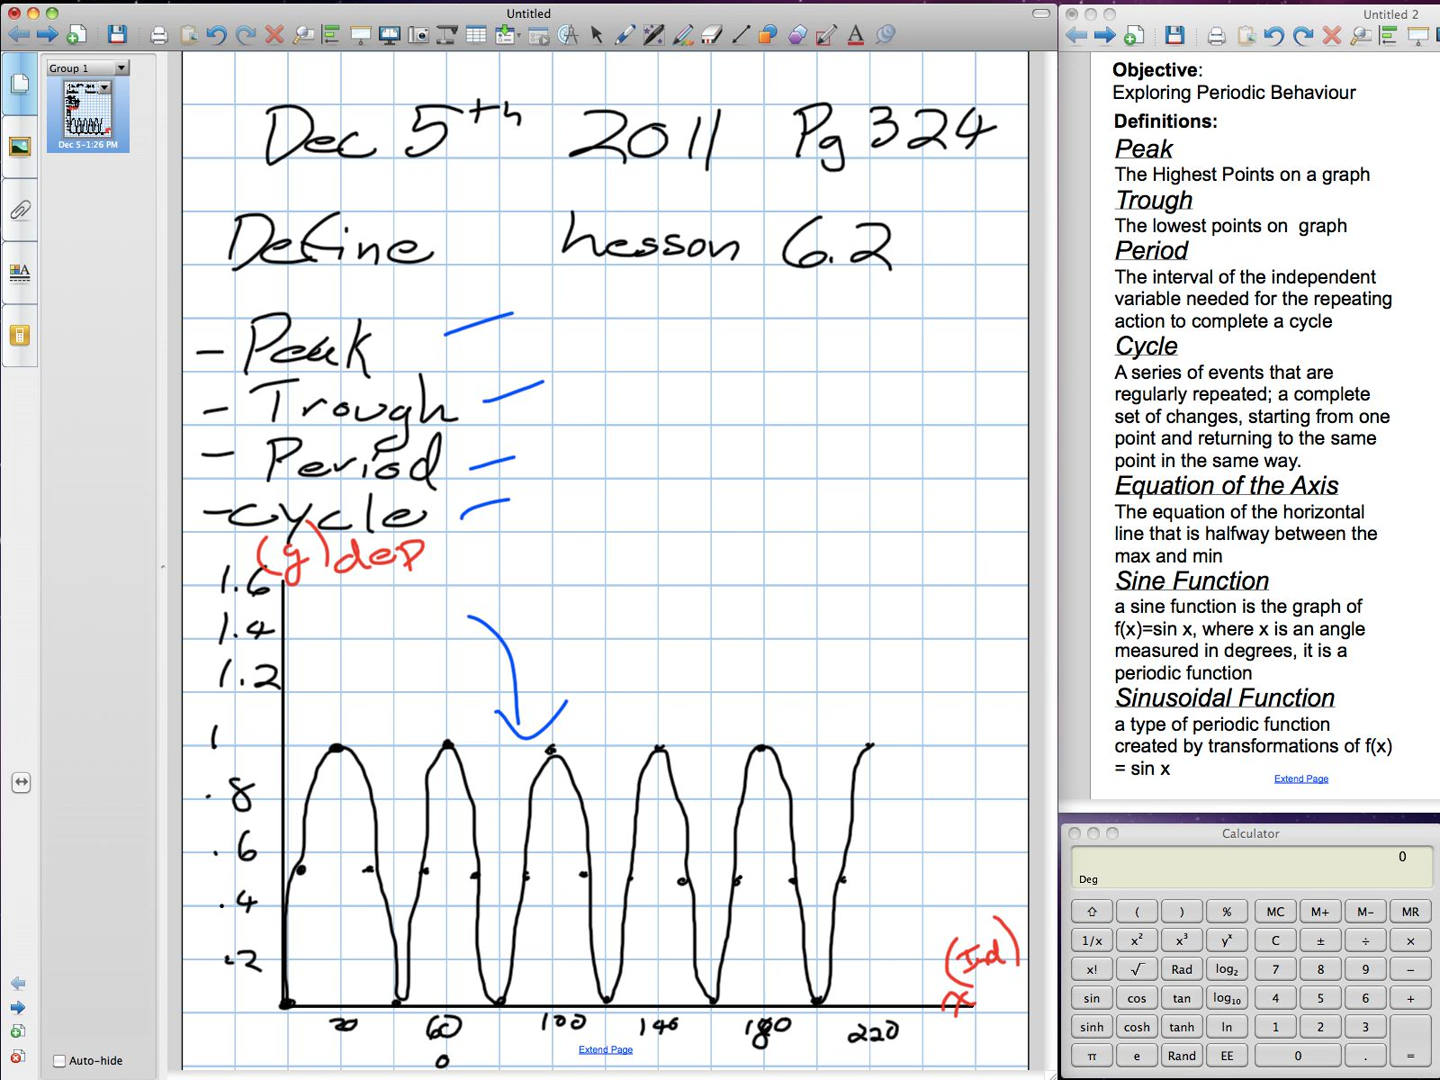 Untitled
Untitled 2
Group 1
Dec 5-1:26 PM
Dec 5th 2011 Pg 324
Define Lesson 6.2
- Peak
- Trough
- Period
- cycle
(y) dep
1.6
1.4
1.2
1
.8
.6
.4
.2
(Ind)
x
20 60 100 140 180 220
0
Extend Page
Auto-hide
Objective:
Exploring Periodic Behaviour
Definitions:
Peak
The Highest Points on a graph
Trough
The lowest points on graph
Period
The interval of the independent
variable needed for the repeating
action to complete a cycle
Cycle
A series of events that are
regularly repeated; a complete
set of changes, starting from one
point and returning to the same
point in the same way.
Equation of the Axis
The equation of the horizontal
line that is halfway between the
max and min
Sine Function
a sine function is the graph of
f(x)=sin x, where x is an angle
measured in degrees, it is a
periodic function
Sinusoidal Function
a type of periodic function
created by transformations of f(x)
= sin x
Extend Page
Calculator
0
Deg
⇧ ( ) % MC M+ M− MR
1/x x² x³ yˣ C ± ÷ ×
x! √ Rad log₂ 7 8 9 −
sin cos tan log₁₀ 4 5 6 +
sinh cosh tanh ln 1 2 3
π e Rand EE 0 . =